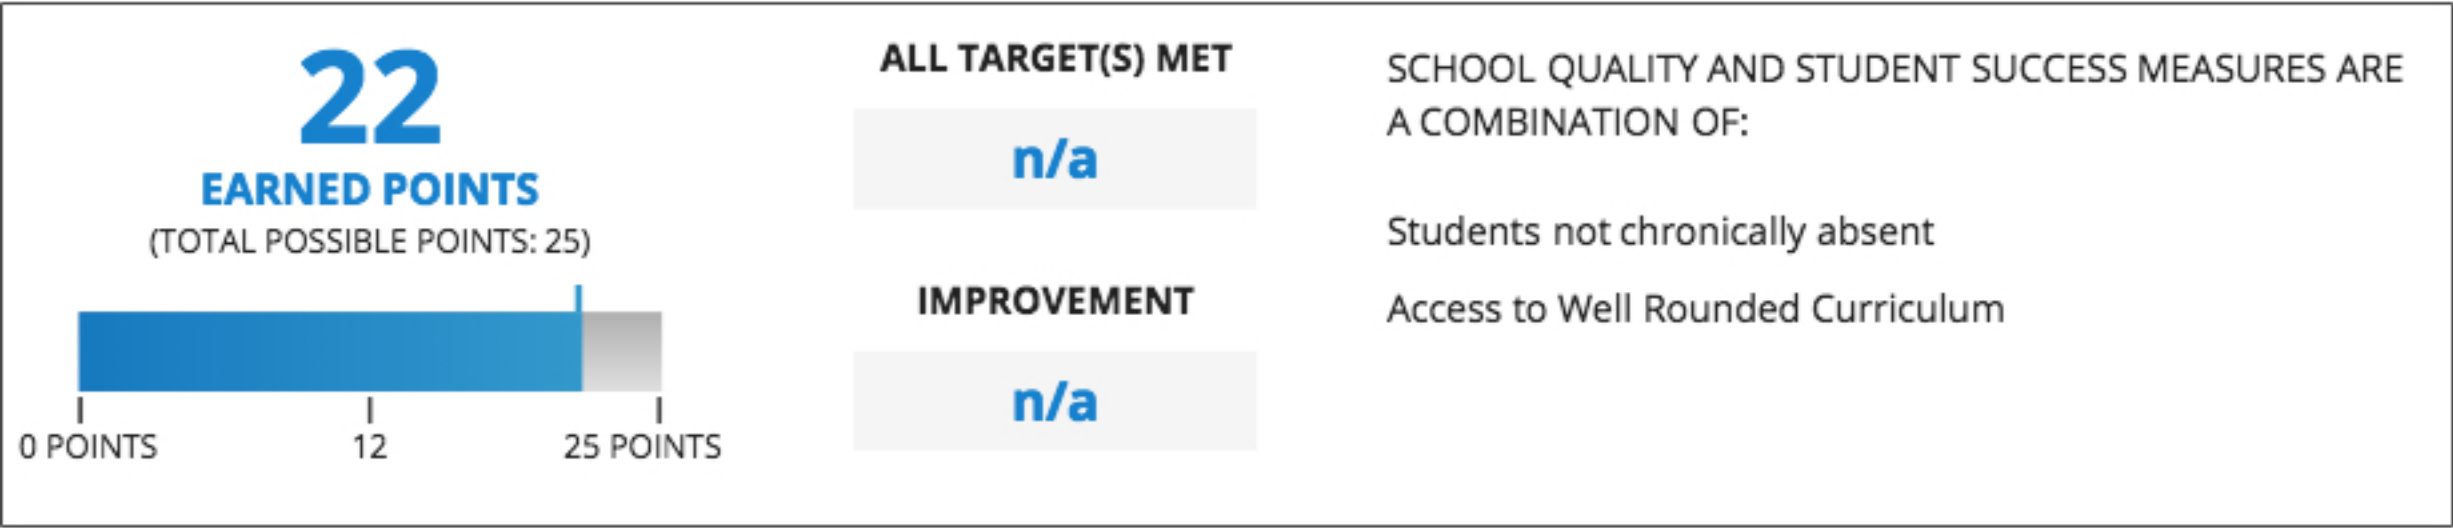 22
EARNED POINTS
(TOTAL POSSIBLE POINTS: 25)
0 POINTS
12
25 POINTS
ALL TARGET(S) MET
n/a
IMPROVEMENT
n/a
SCHOOL QUALITY AND STUDENT SUCCESS MEASURES ARE
A COMBINATION OF:
Students not chronically absent
Access to Well Rounded Curriculum